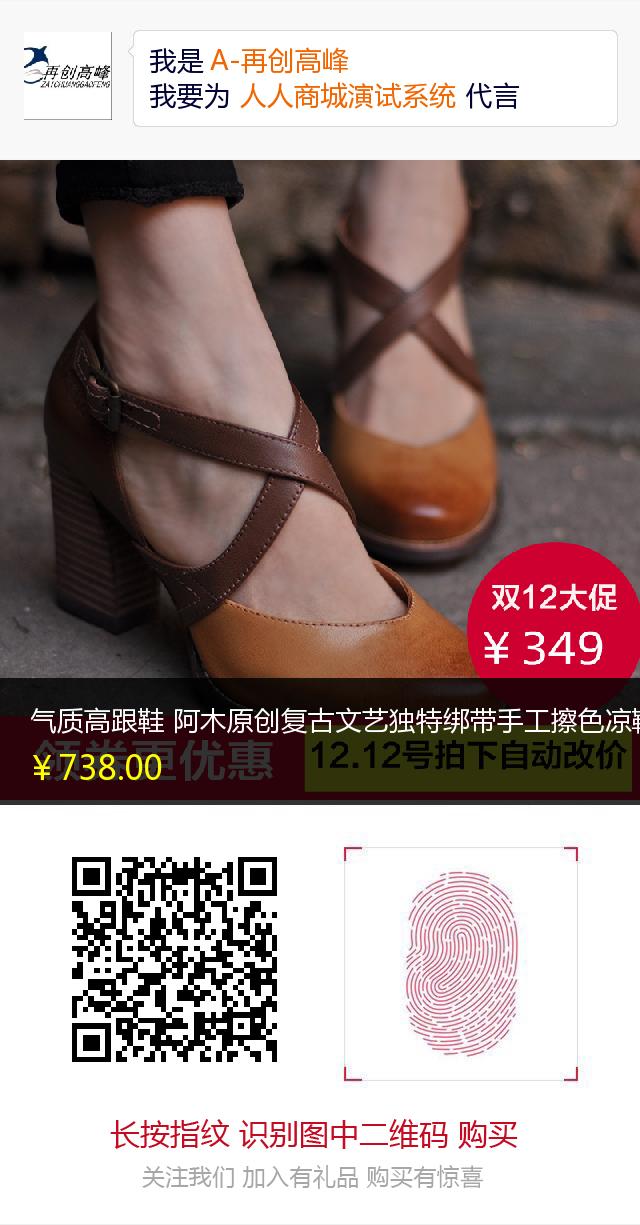 再创高峰
ZAICHUANGGAOFENG
我是 A-再创高峰
我要为 人人商城演试系统 代言
双12大促
¥ 349
气质高跟鞋 阿木原创复古文艺独特绑带手工擦色凉鞋
领券更优惠
12.12号拍下自动改价
¥738.00
长按指纹 识别图中二维码 购买
关注我们 加入有礼品 购买有惊喜